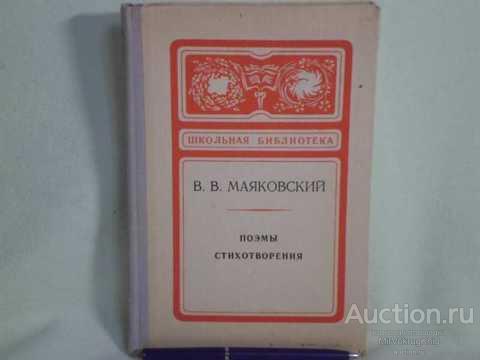 ШКОЛЬНАЯ БИБЛИОТЕКА
В. В. МАЯКОВСКИЙ
ПОЭМЫ
СТИХОТВОРЕНИЯ
Auction.ru